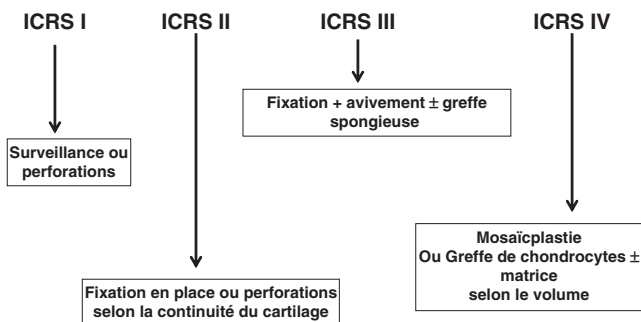 ICRS I
ICRS II
ICRS III
ICRS IV
Fixation + avivement ± greffe
spongieuse
Surveillance ou
perforations
Mosaïcplastie
Ou Greffe de chondrocytes ±
matrice
selon le volume
Fixation en place ou perforations
selon la continuité du cartilage